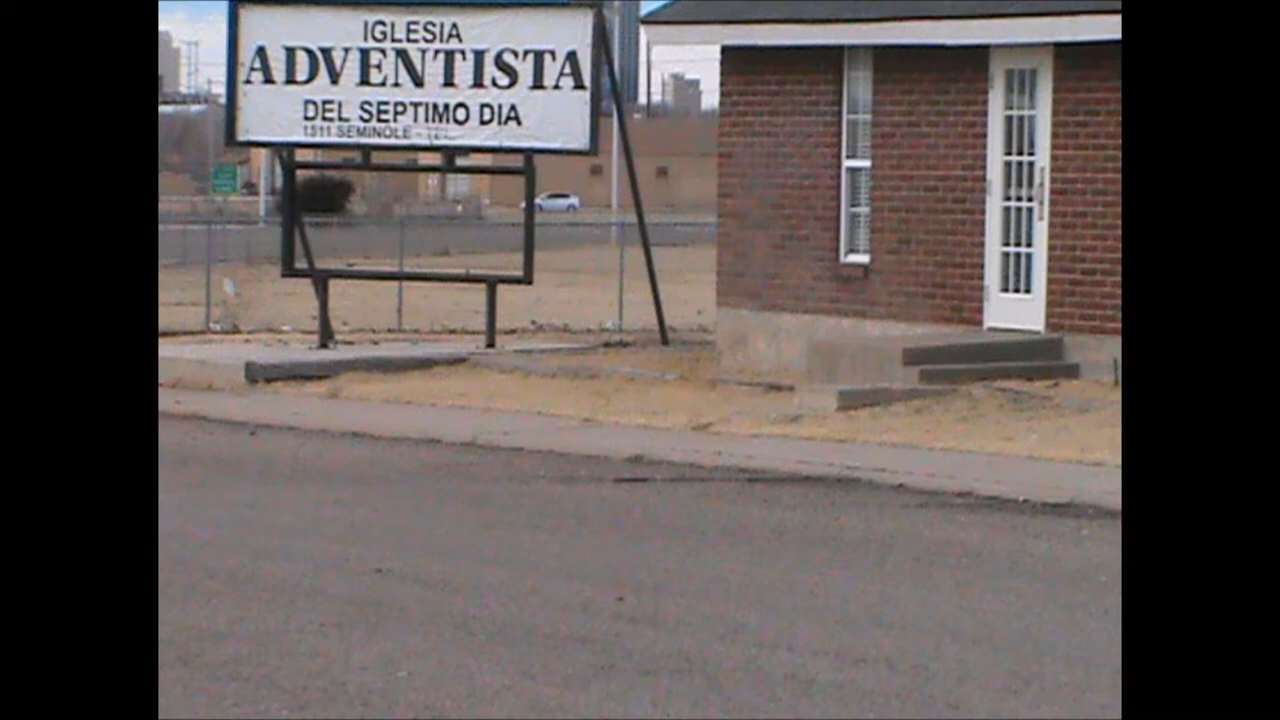 IGLESIA
ADVENTISTA
DEL SEPTIMO DIA
1511 SEMINOLE -